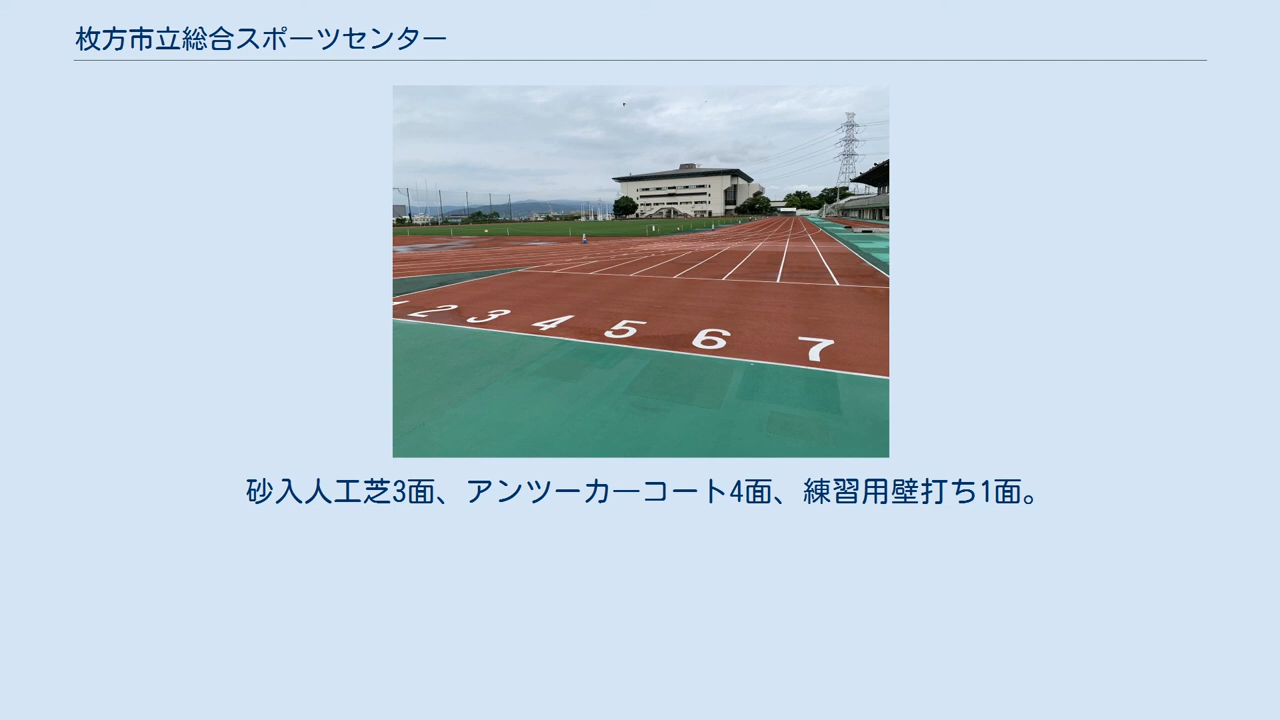 枚方市立総合スポーツセンター
1 2 3 4 5 6 7
砂入人工芝3面、アンツーカーコート4面、練習用壁打ち1面。